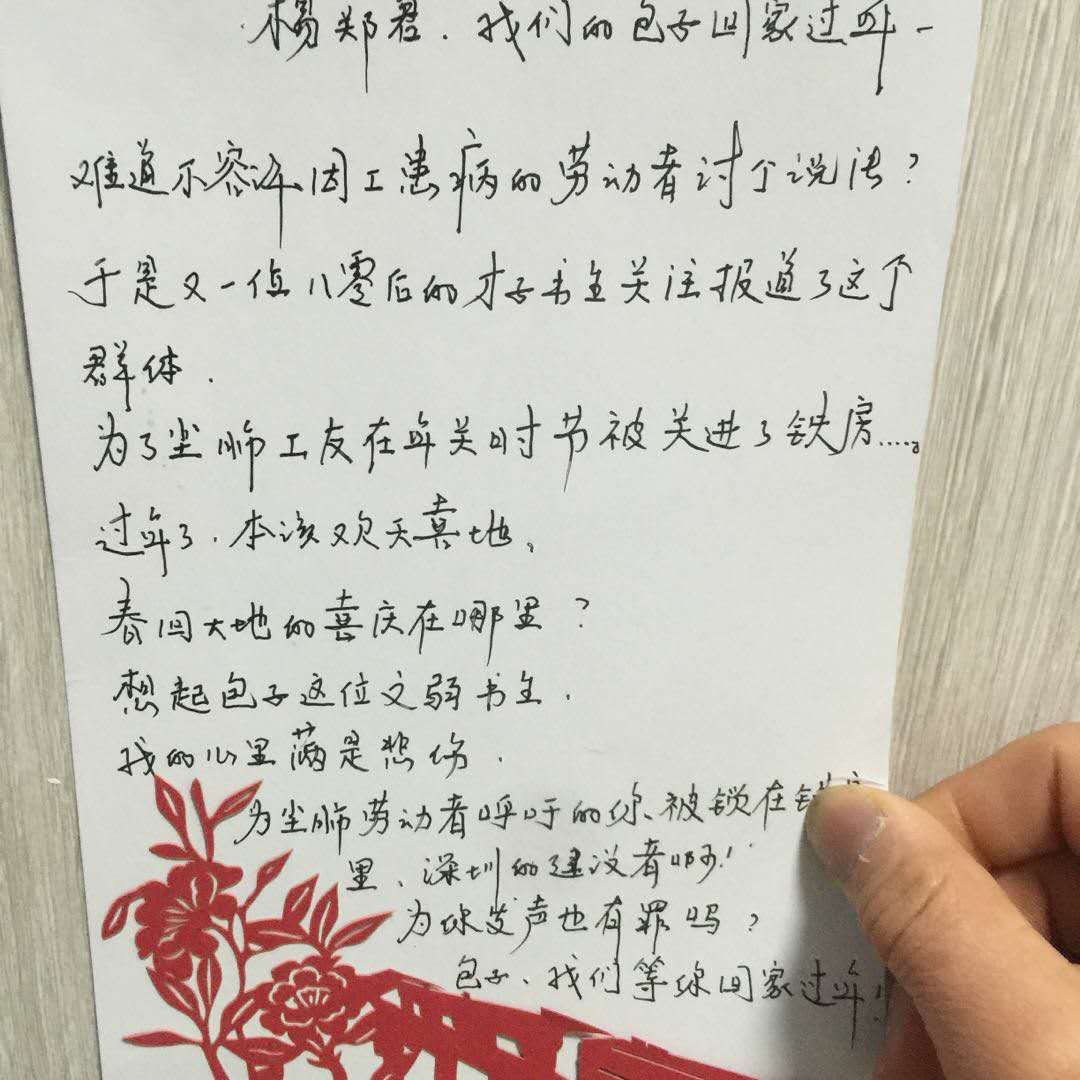 杨郑君．我们的包子回家过年－
难道不容许因工患病的劳动者讨个说法？
于是又一位八零后的才子书生关注报道了这个
群体．
为了尘肺工友在年关时节被关进了铁房……。
过年了．本该欢天喜地，
春回大地的喜庆在哪里？
想起包子这位文弱书生．
我的心里满是悲伤．
为尘肺劳动者呼吁的你被锁在铁房
里、深圳的建设者啊！
为你发声也有罪吗？
包子、我们等你回家过年！